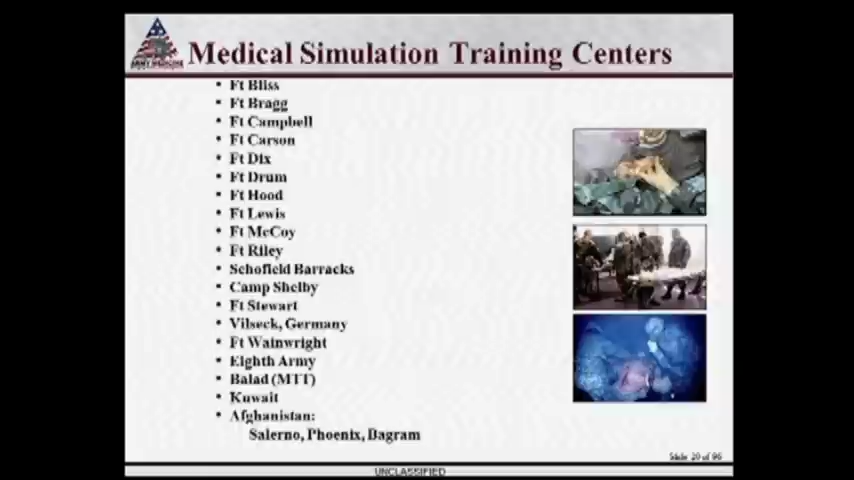 ARMY MEDICINE
Medical Simulation Training Centers
• Ft Bliss
• Ft Bragg
• Ft Campbell
• Ft Carson
• Ft Dix
• Ft Drum
• Ft Hood
• Ft Lewis
• Ft McCoy
• Ft Riley
• Schofield Barracks
• Camp Shelby
• Ft Stewart
• Vilseck, Germany
• Ft Wainwright
• Eighth Army
• Balad (MTT)
• Kuwait
• Afghanistan:
Salerno, Phoenix, Bagram
Slide 20 of 96
UNCLASSIFIED